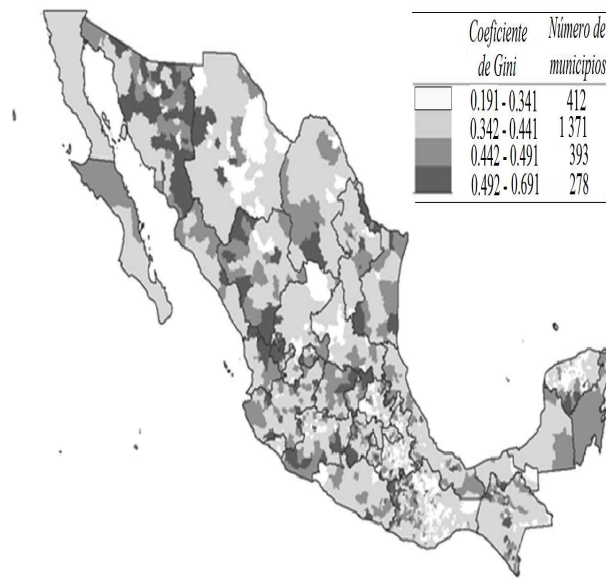 Coeficiente de Gini Número de municipios
0.191 - 0.341 412
0.342 - 0.441 1 371
0.442 - 0.491 393
0.492 - 0.691 278